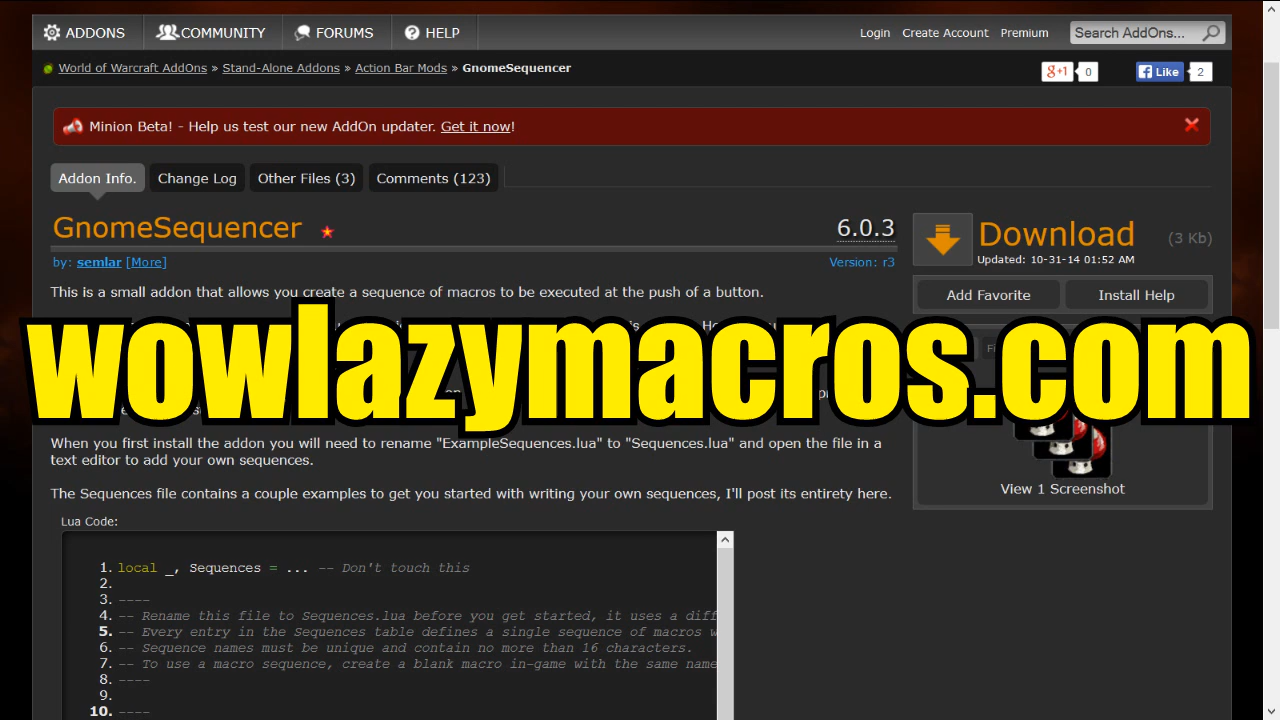 ADDONS COMMUNITY FORUMS HELP Login Create Account Premium Search AddOns...
World of Warcraft AddOns » Stand-Alone Addons » Action Bar Mods » GnomeSequencer g+1 0 Like 2
Minion Beta! - Help us test our new AddOn updater. Get it now!
Addon Info. Change Log Other Files (3) Comments (123)
GnomeSequencer 6.0.3 Download (3 Kb)
by: semlar [More] Version: r3 Updated: 10-31-14 01:52 AM
This is a small addon that allows you create a sequence of macros to be executed at the push of a button.
Add Favorite Install Help
wowlazymacros.com
When you first install the addon you will need to rename "ExampleSequences.lua" to "Sequences.lua" and open the file in a
text editor to add your own sequences.
The Sequences file contains a couple examples to get you started with writing your own sequences, I'll post its entirety here.
View 1 Screenshot
Lua Code:
1. local _, Sequences = ... -- Don't touch this
2.
3. ----
4. -- Rename this file to Sequences.lua before you get started, it uses a diff
5. -- Every entry in the Sequences table defines a single sequence of macros w
6. -- Sequence names must be unique and contain no more than 16 characters.
7. -- To use a macro sequence, create a blank macro in-game with the same name
8. ----
9.
10. ----